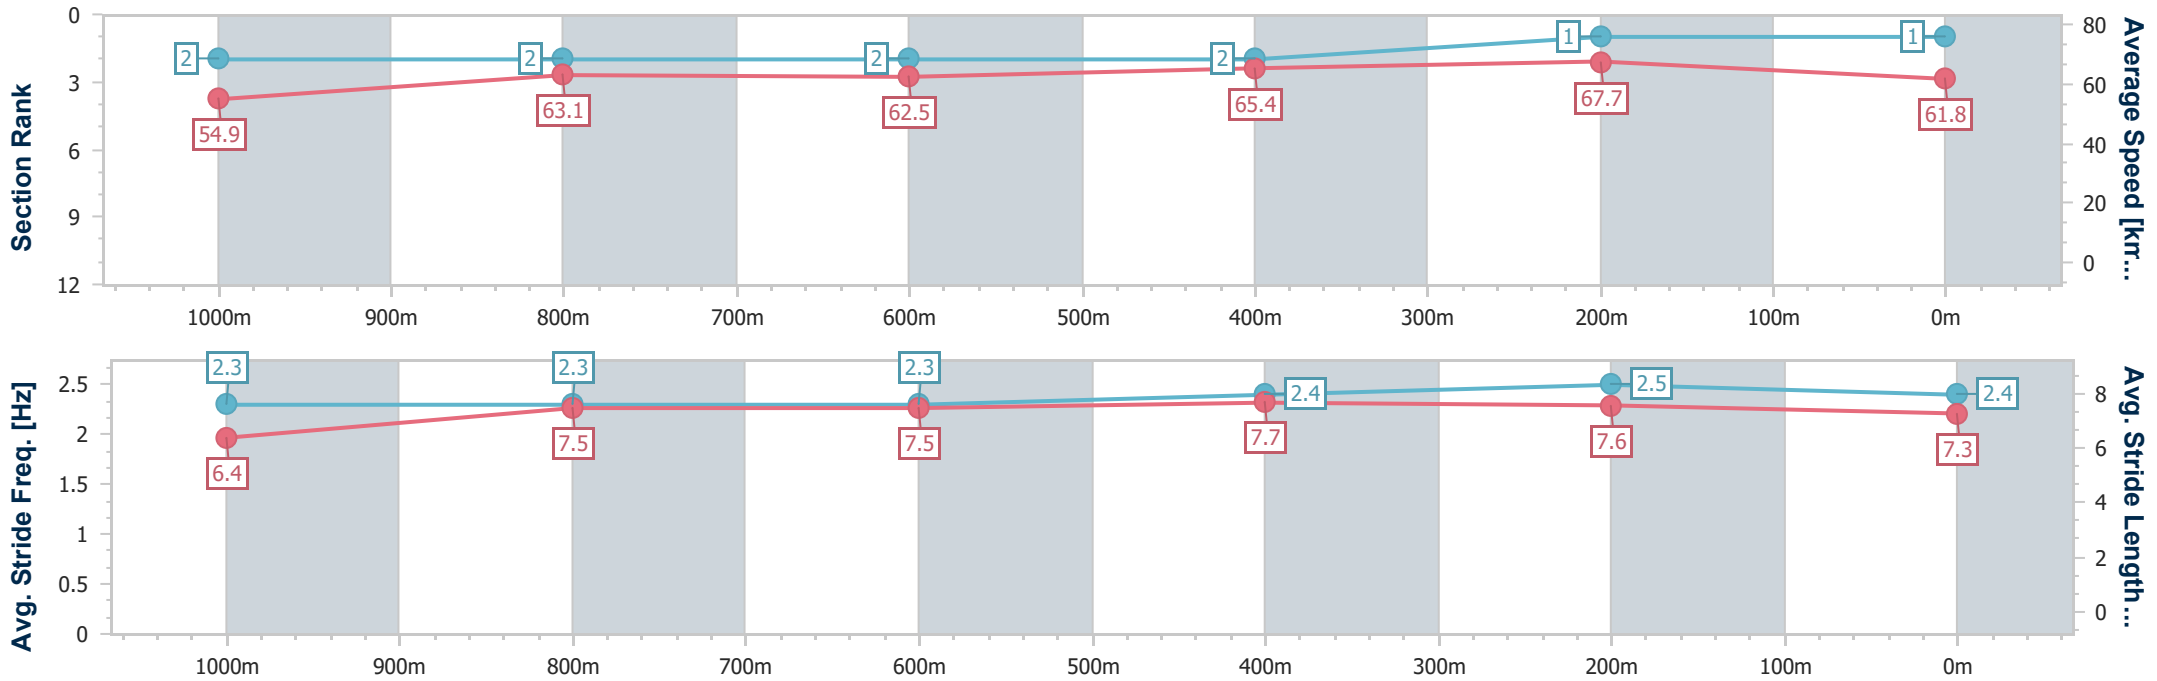 Section Rank
0
3
6
9
12
2
2
2
2
1
1
54.9
63.1
62.5
65.4
67.7
61.8
80
60
40
20
0
Average Speed [km...
1000m
900m
800m
700m
600m
500m
400m
300m
200m
100m
0m
Avg. Stride Freq. [Hz]
2.5
2
1.5
1
0.5
0
2.3
2.3
2.3
2.4
2.5
2.4
6.4
7.5
7.5
7.7
7.6
7.3
8
6
4
2
0
Avg. Stride Length...
1000m
900m
800m
700m
600m
500m
400m
300m
200m
100m
0m